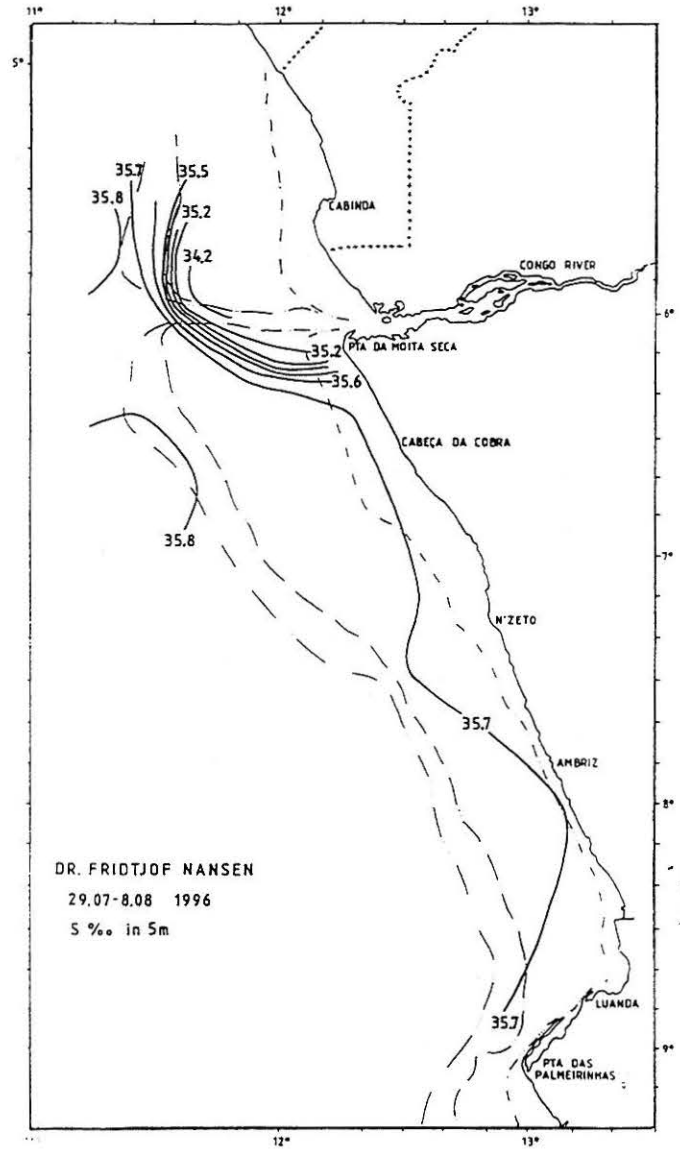 11°
12°
13°
5°
35.7
35.5
35.8
35.2
34.2
CABINDA
CONGO RIVER
6°
35.2
PTA DA MOITA SECA
35.6
CABEÇA DA COBRA
35.8
7°
N'ZETO
35.7
AMBRIZ
8°
DR. FRIDTJOF NANSEN
29.07-8.08 1996
S ‰ in 5m
35.7
LUANDA
9°
PTA DAS
PALMEIRINHAS
12°
13°